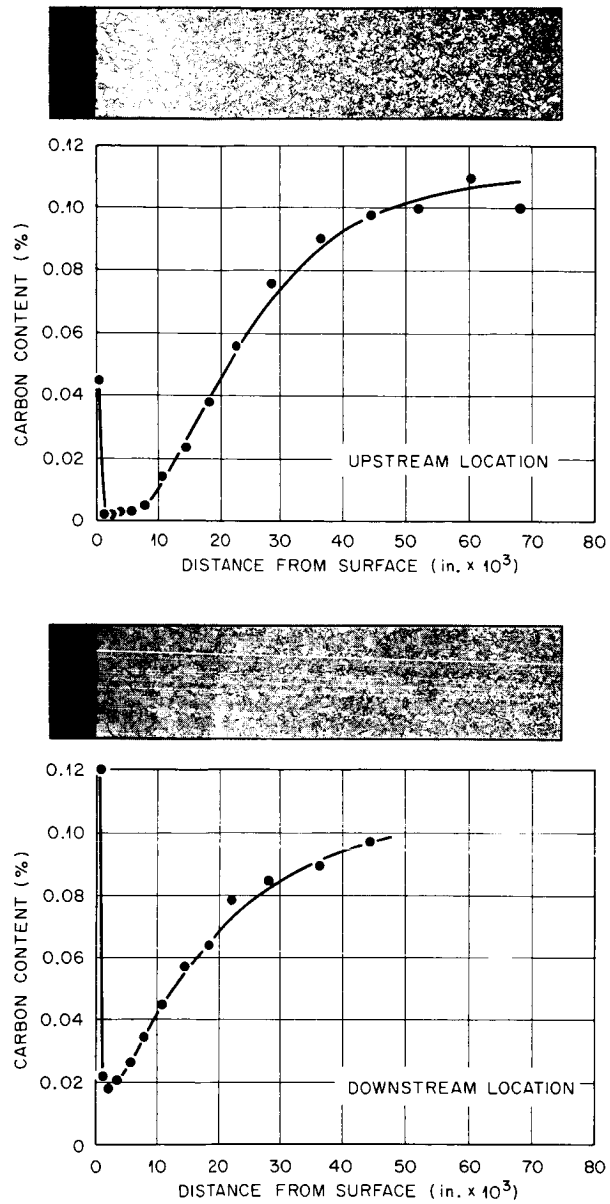 0.12
0.10
0.08
0.06
0.04
0.02
0
CARBON CONTENT (%)
UPSTREAM LOCATION
0 10 20 30 40 50 60 70 80
DISTANCE FROM SURFACE (in. × 10³)
0.12
0.10
0.08
0.06
0.04
0.02
0
CARBON CONTENT (%)
DOWNSTREAM LOCATION
0 10 20 30 40 50 60 70 80
DISTANCE FROM SURFACE (in. × 10³)